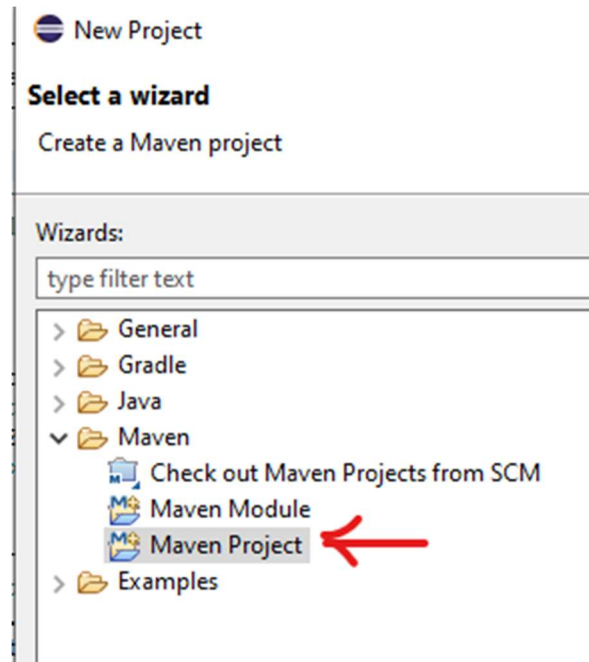 New Project
Select a wizard
Create a Maven project
Wizards:
type filter text
General
Gradle
Java
Maven
Check out Maven Projects from SCM
Maven Module
Maven Project
Examples